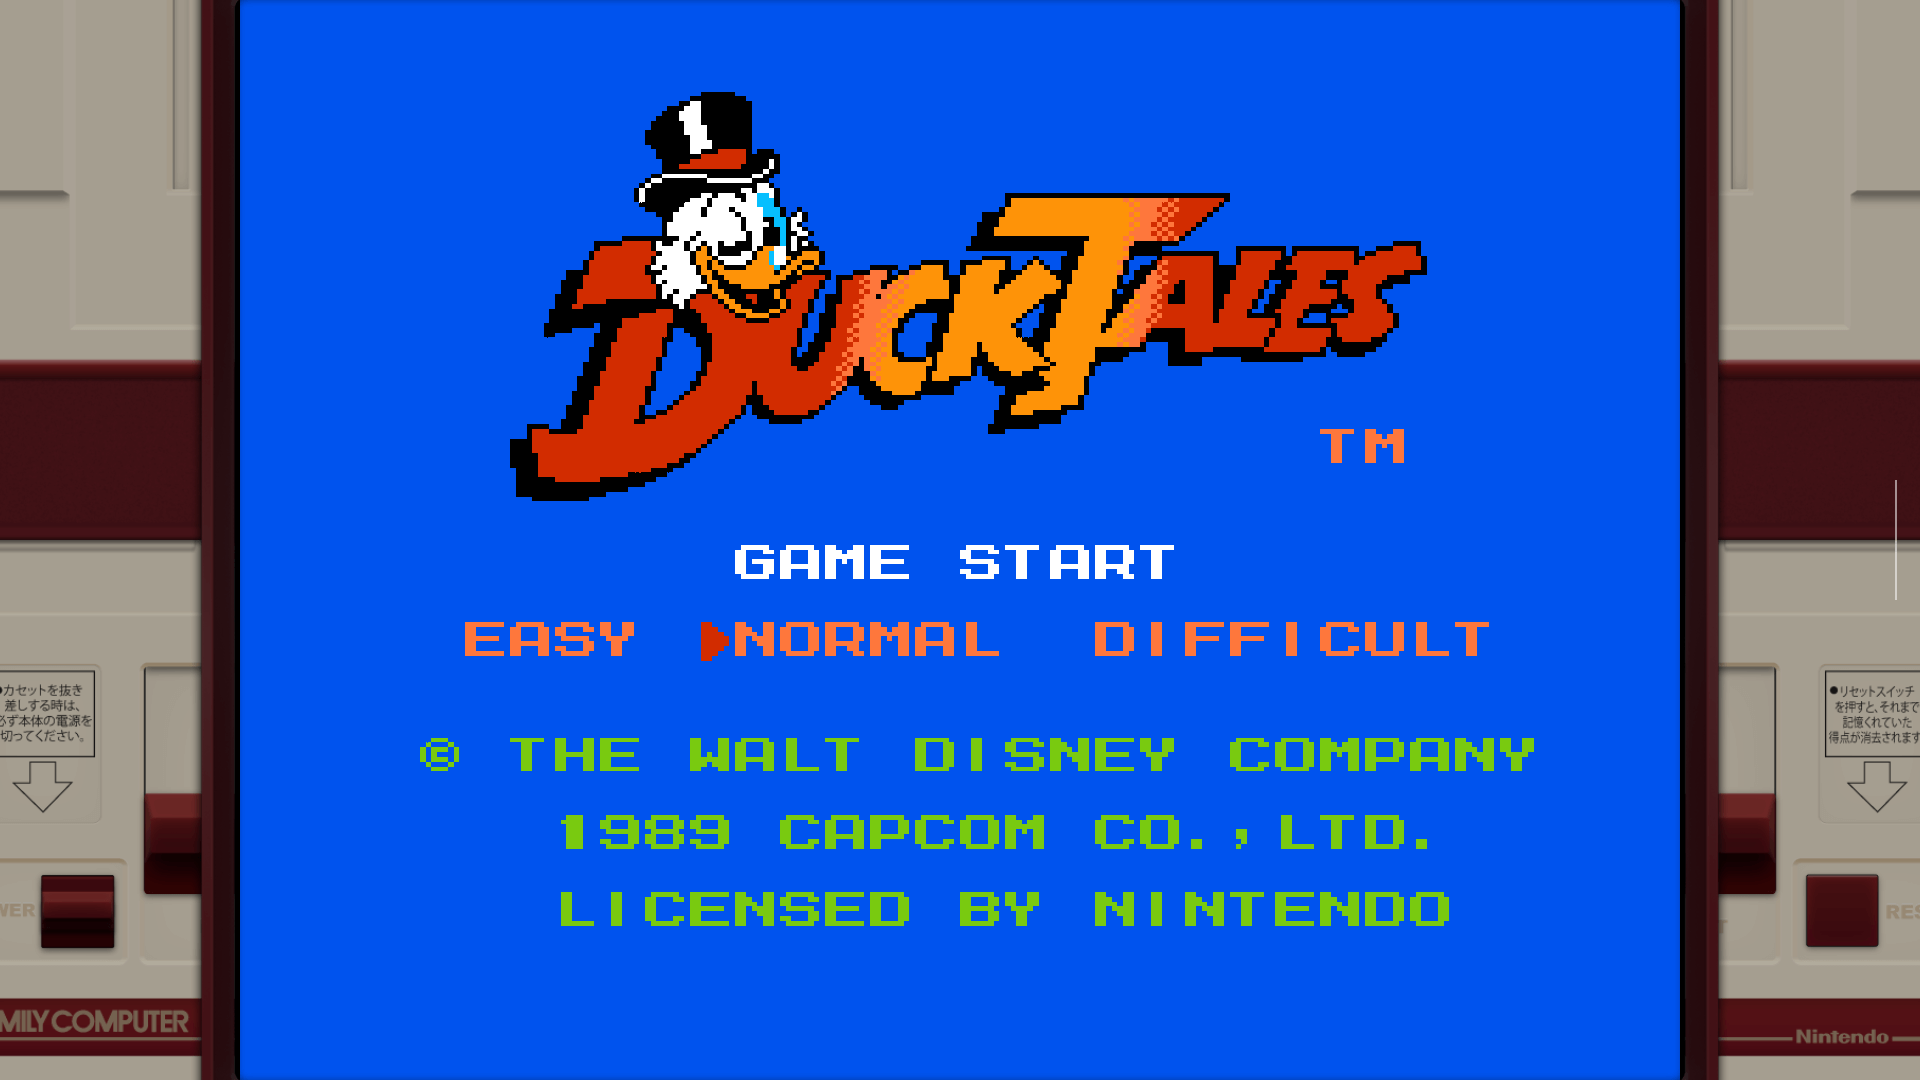 DUCKTALES
TM
GAME START
EASY NORMAL DIFFICULT
© THE WALT DISNEY COMPANY
1989 CAPCOM CO.,LTD.
LICENSED BY NINTENDO
●カセットを抜き
差しする時は、
必ず本体の電源を
切ってください。
WER
MILY COMPUTER
●リセットスイッチ
を押すと、それまで
記憶くれていた
得点が消去されます
T
RES
Nintendo